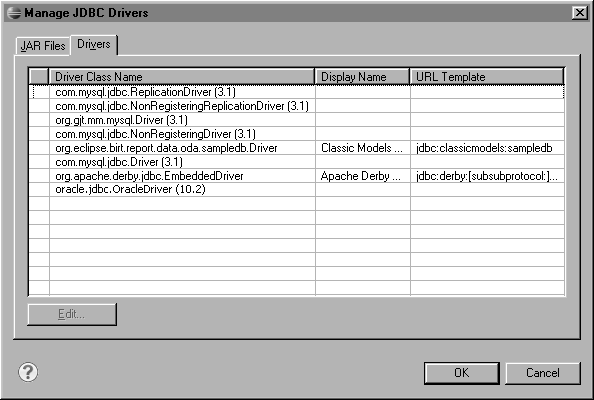 Manage JDBC Drivers
JAR Files Drivers
Driver Class Name Display Name URL Template
com.mysql.jdbc.ReplicationDriver (3.1)
com.mysql.jdbc.NonRegisteringReplicationDriver (3.1)
org.gjt.mm.mysql.Driver (3.1)
com.mysql.jdbc.NonRegisteringDriver (3.1)
org.eclipse.birt.report.data.oda.sampledb.Driver Classic Models ... jdbc:classicmodels:sampledb
com.mysql.jdbc.Driver (3.1)
org.apache.derby.jdbc.EmbeddedDriver Apache Derby ... jdbc:derby:[subsubprotocol:]...
oracle.jdbc.OracleDriver (10.2)
Edit...
? OK Cancel